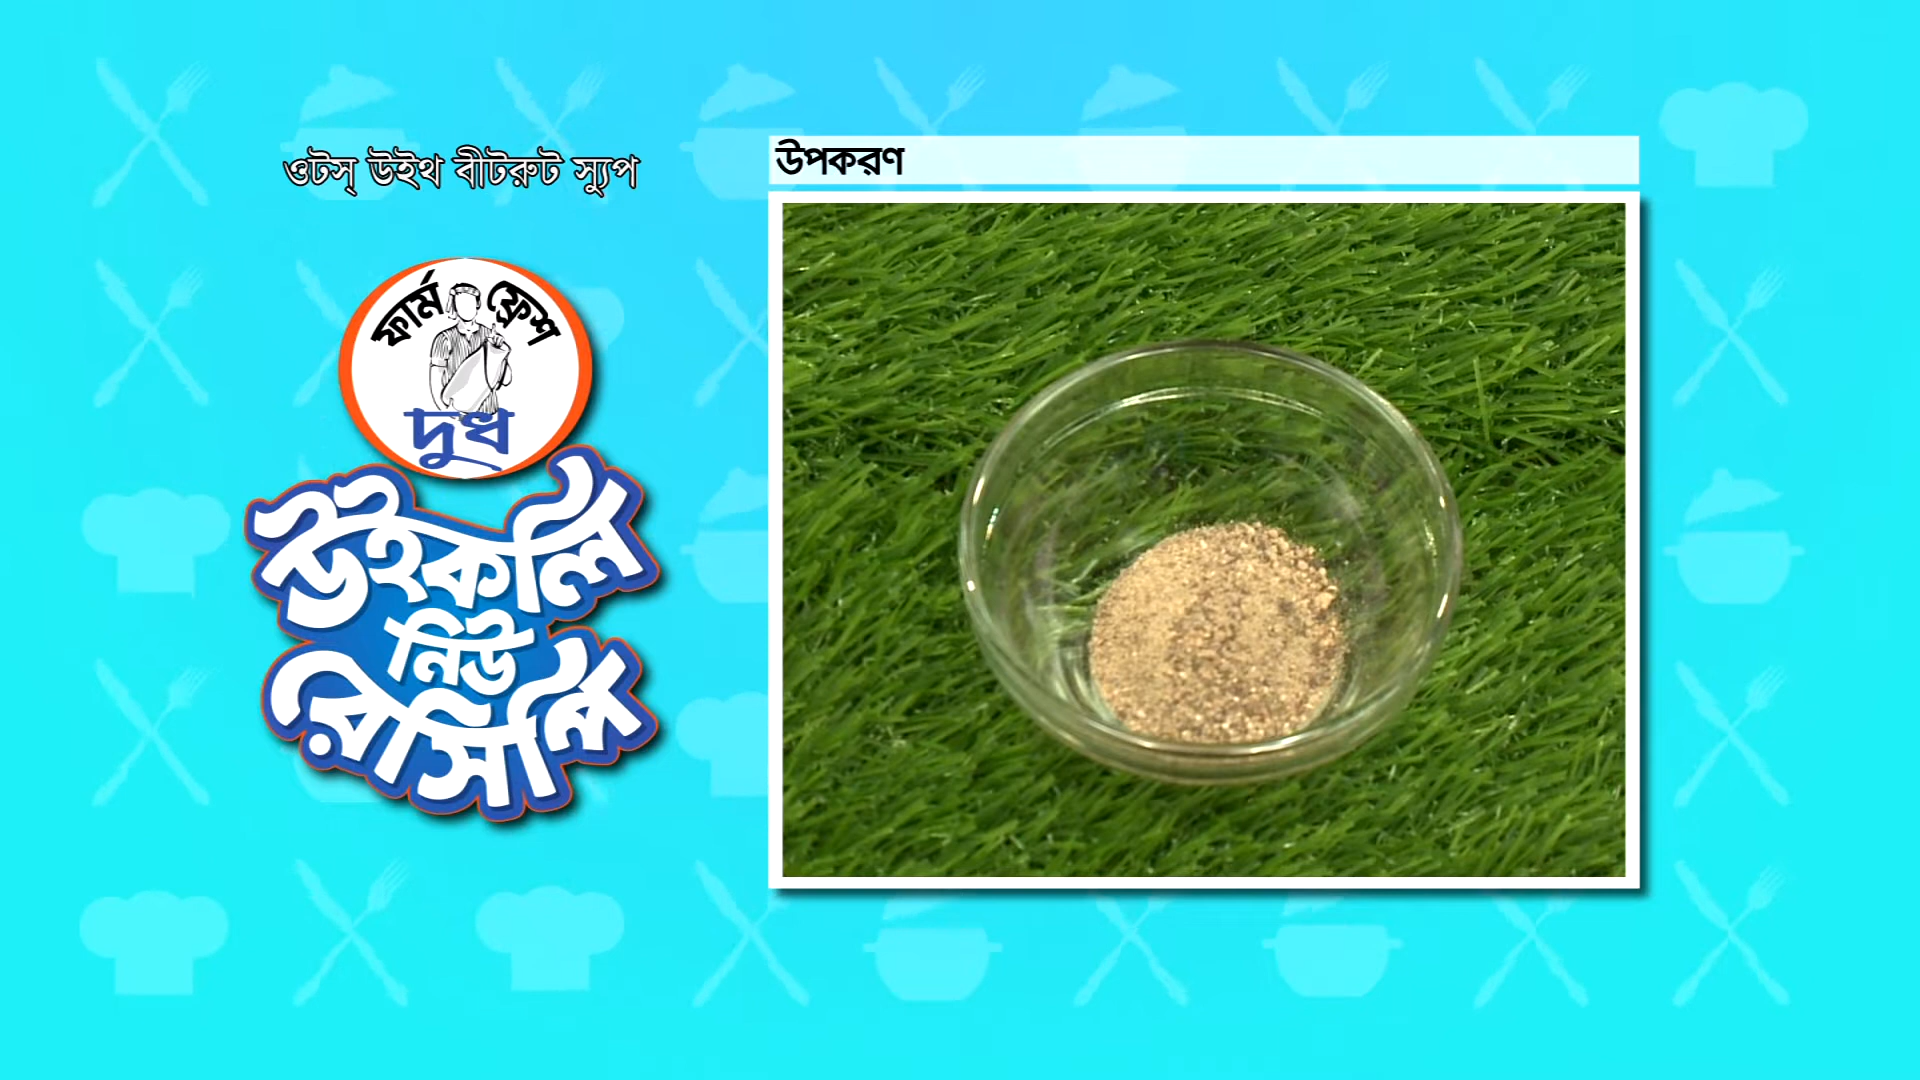 ওটস্ উইথ বীটরুট স্যুপ
উপকরণ
ফার্ম ফ্রেশ
দুধ
উইকলি
নিউ
রেসিপি